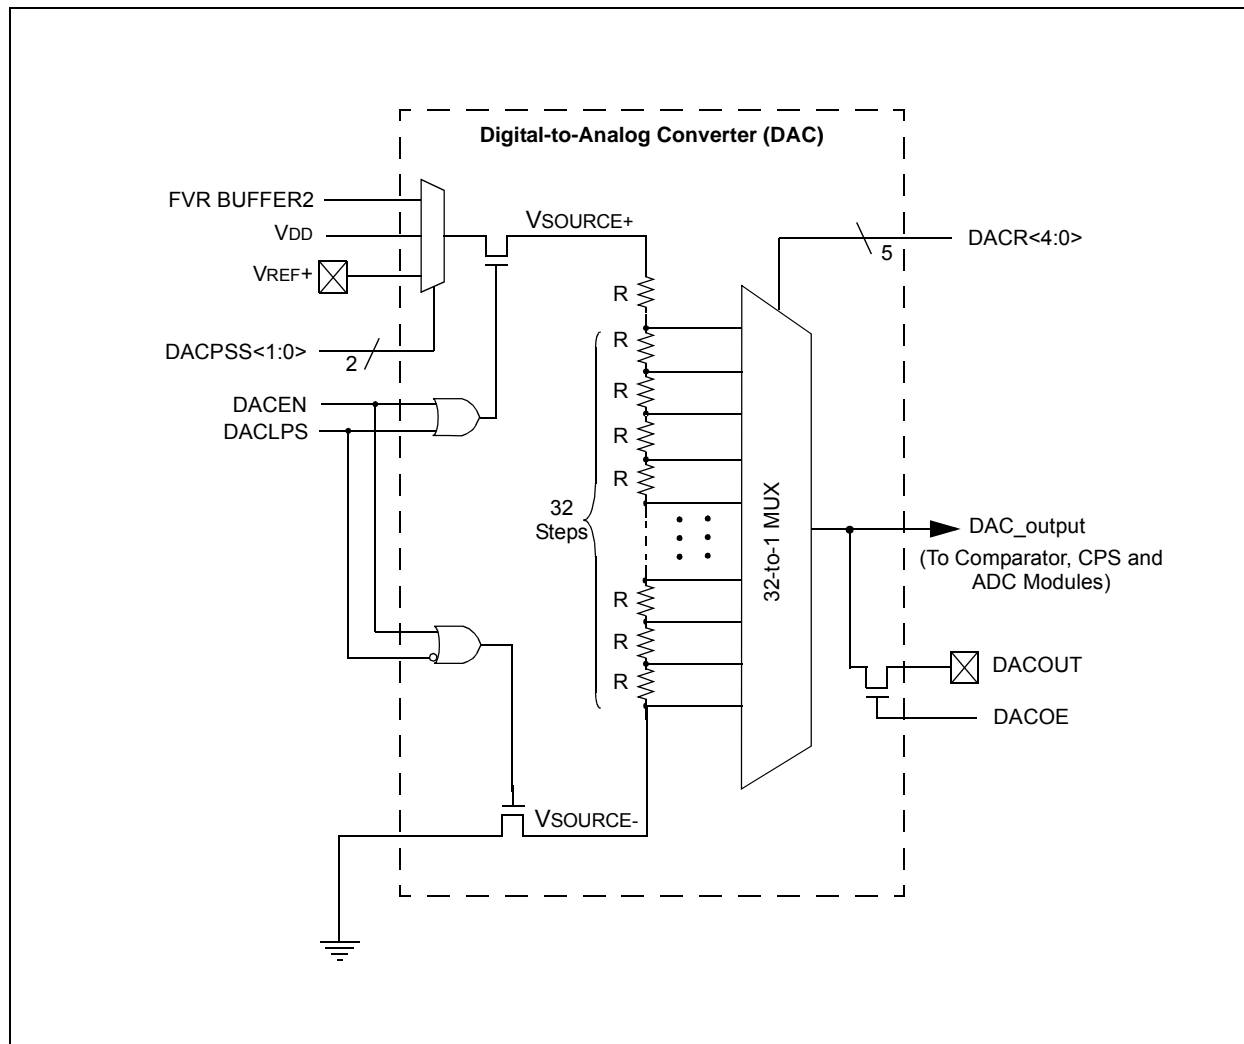 Digital-to-Analog Converter (DAC)
FVR BUFFER2
VDD
VREF+
VSOURCE+
DACR<4:0>
5
R
R
DACPSS<1:0>
2
R
DACEN
DACLPS
R
R
32
Steps
32-to-1 MUX
DAC_output
(To Comparator, CPS and
ADC Modules)
R
R
R
DACOUT
DACOE
VSOURCE-